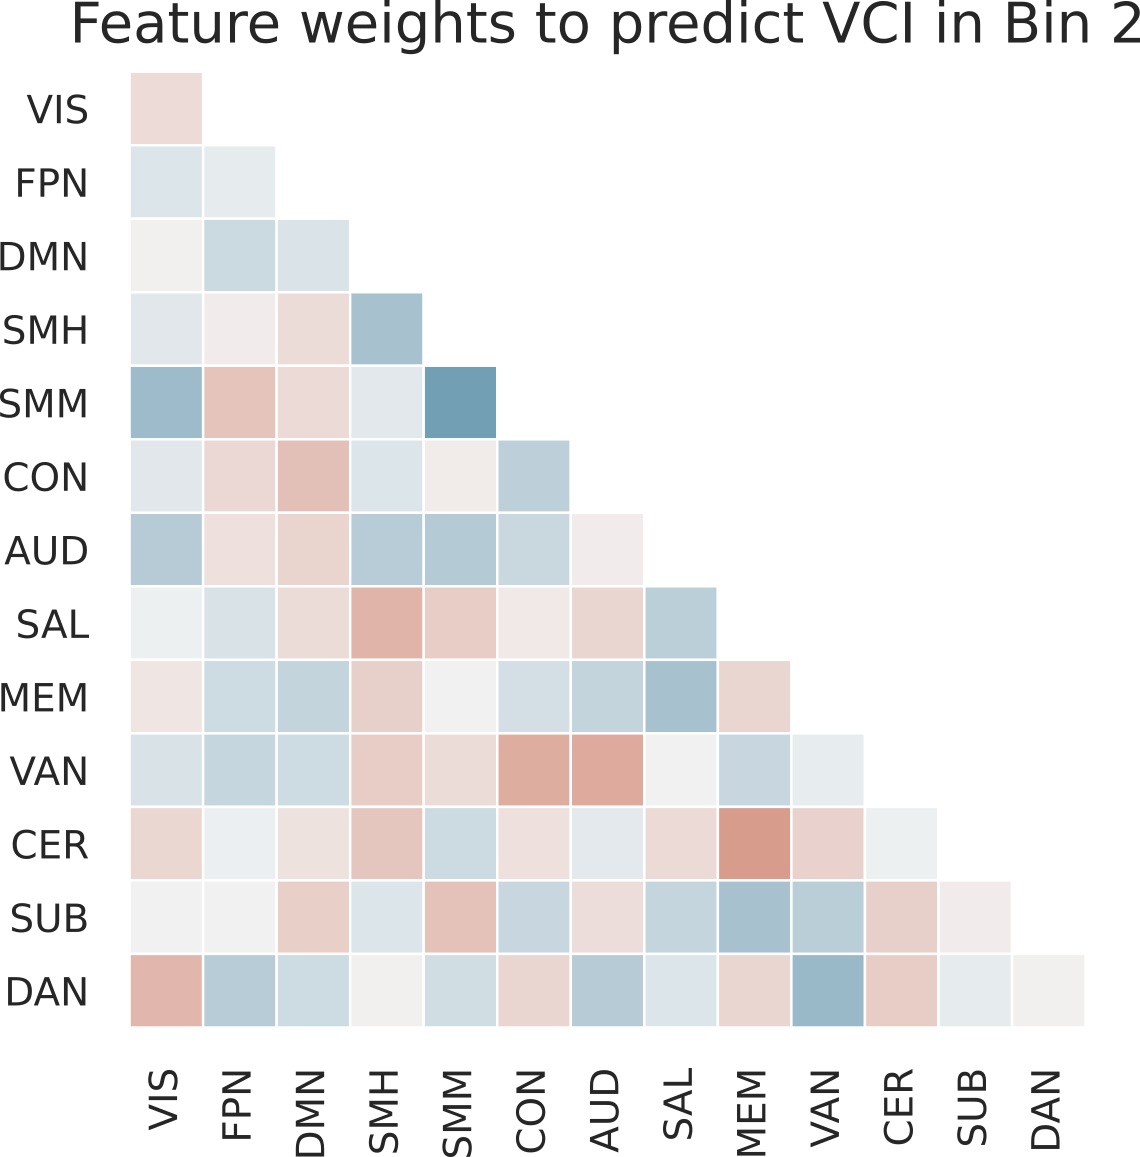 Feature weights to predict VCI in Bin 2
VIS
FPN
DMN
SMH
SMM
CON
AUD
SAL
MEM
VAN
CER
SUB
DAN
VIS FPN DMN SMH SMM CON AUD SAL MEM VAN CER SUB DAN